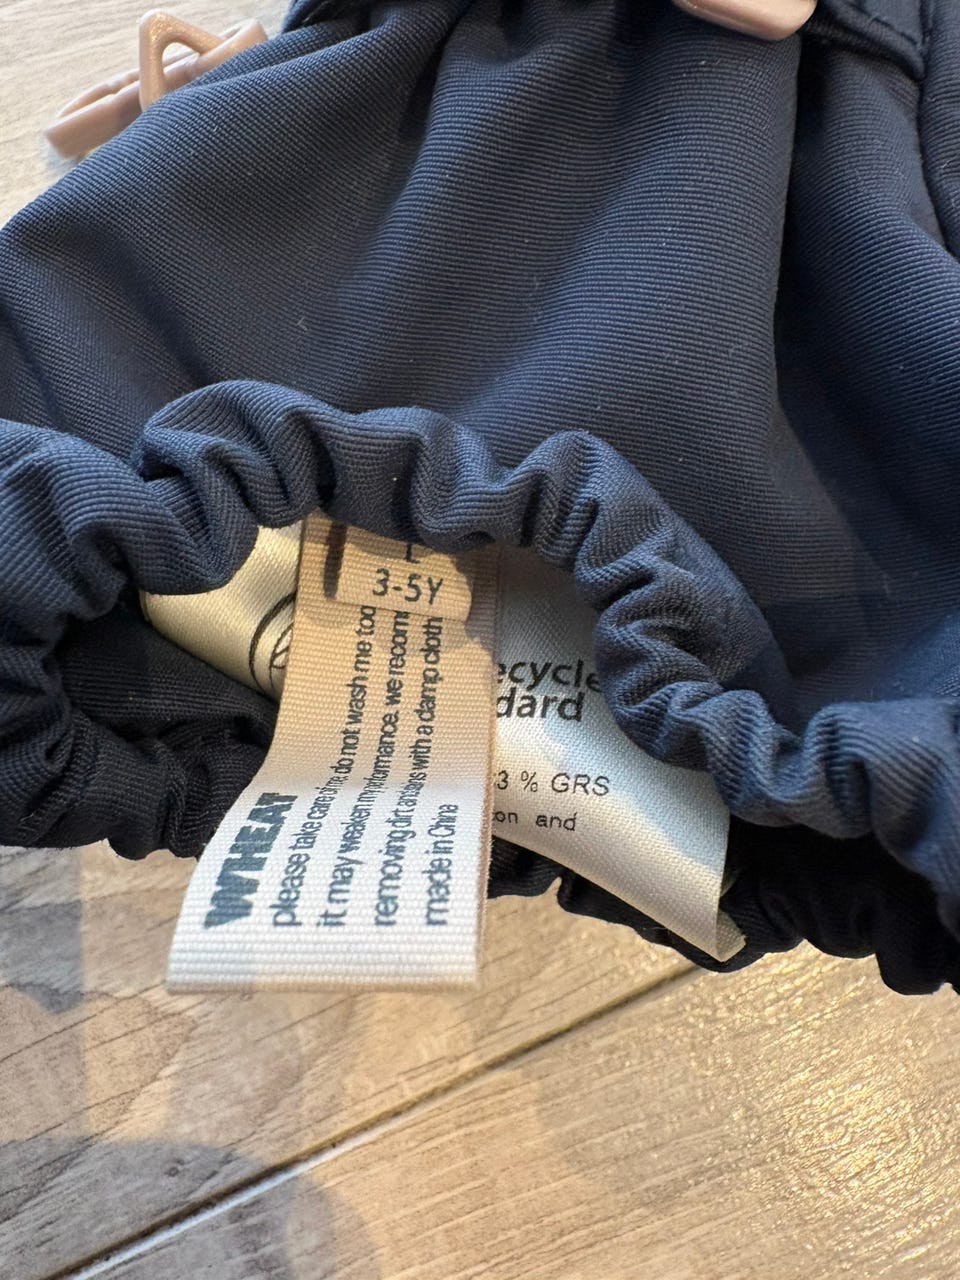 3-5Y
WHEAT
please take care of me do not wash me too
it may weaken my performance. we recom
removing dirt and with a damp cloth
made in China
ecycle
dard
3 % GRS
on and